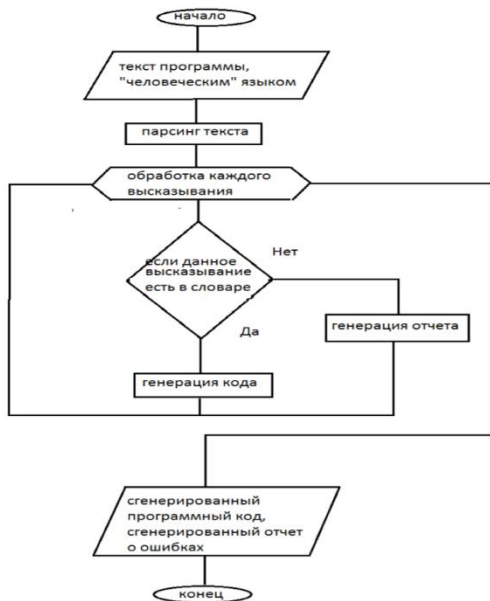 начало
текст программы,
"человеческим" языком
парсинг текста
обработка каждого
высказывания
если данное
высказывание
есть в словаре
Нет
Да
генерация отчета
генерация кода
сгенерированный
программный код,
сгенерированный отчет
о ошибках
конец